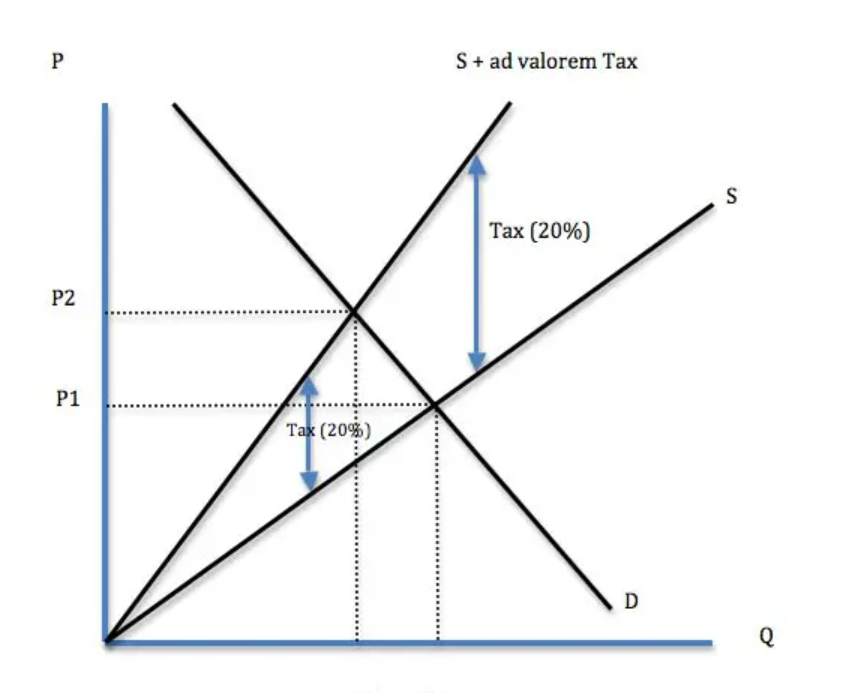 P
S + ad valorem Tax
S
Tax (20%)
P2
P1
Tax (20%)
D
Q